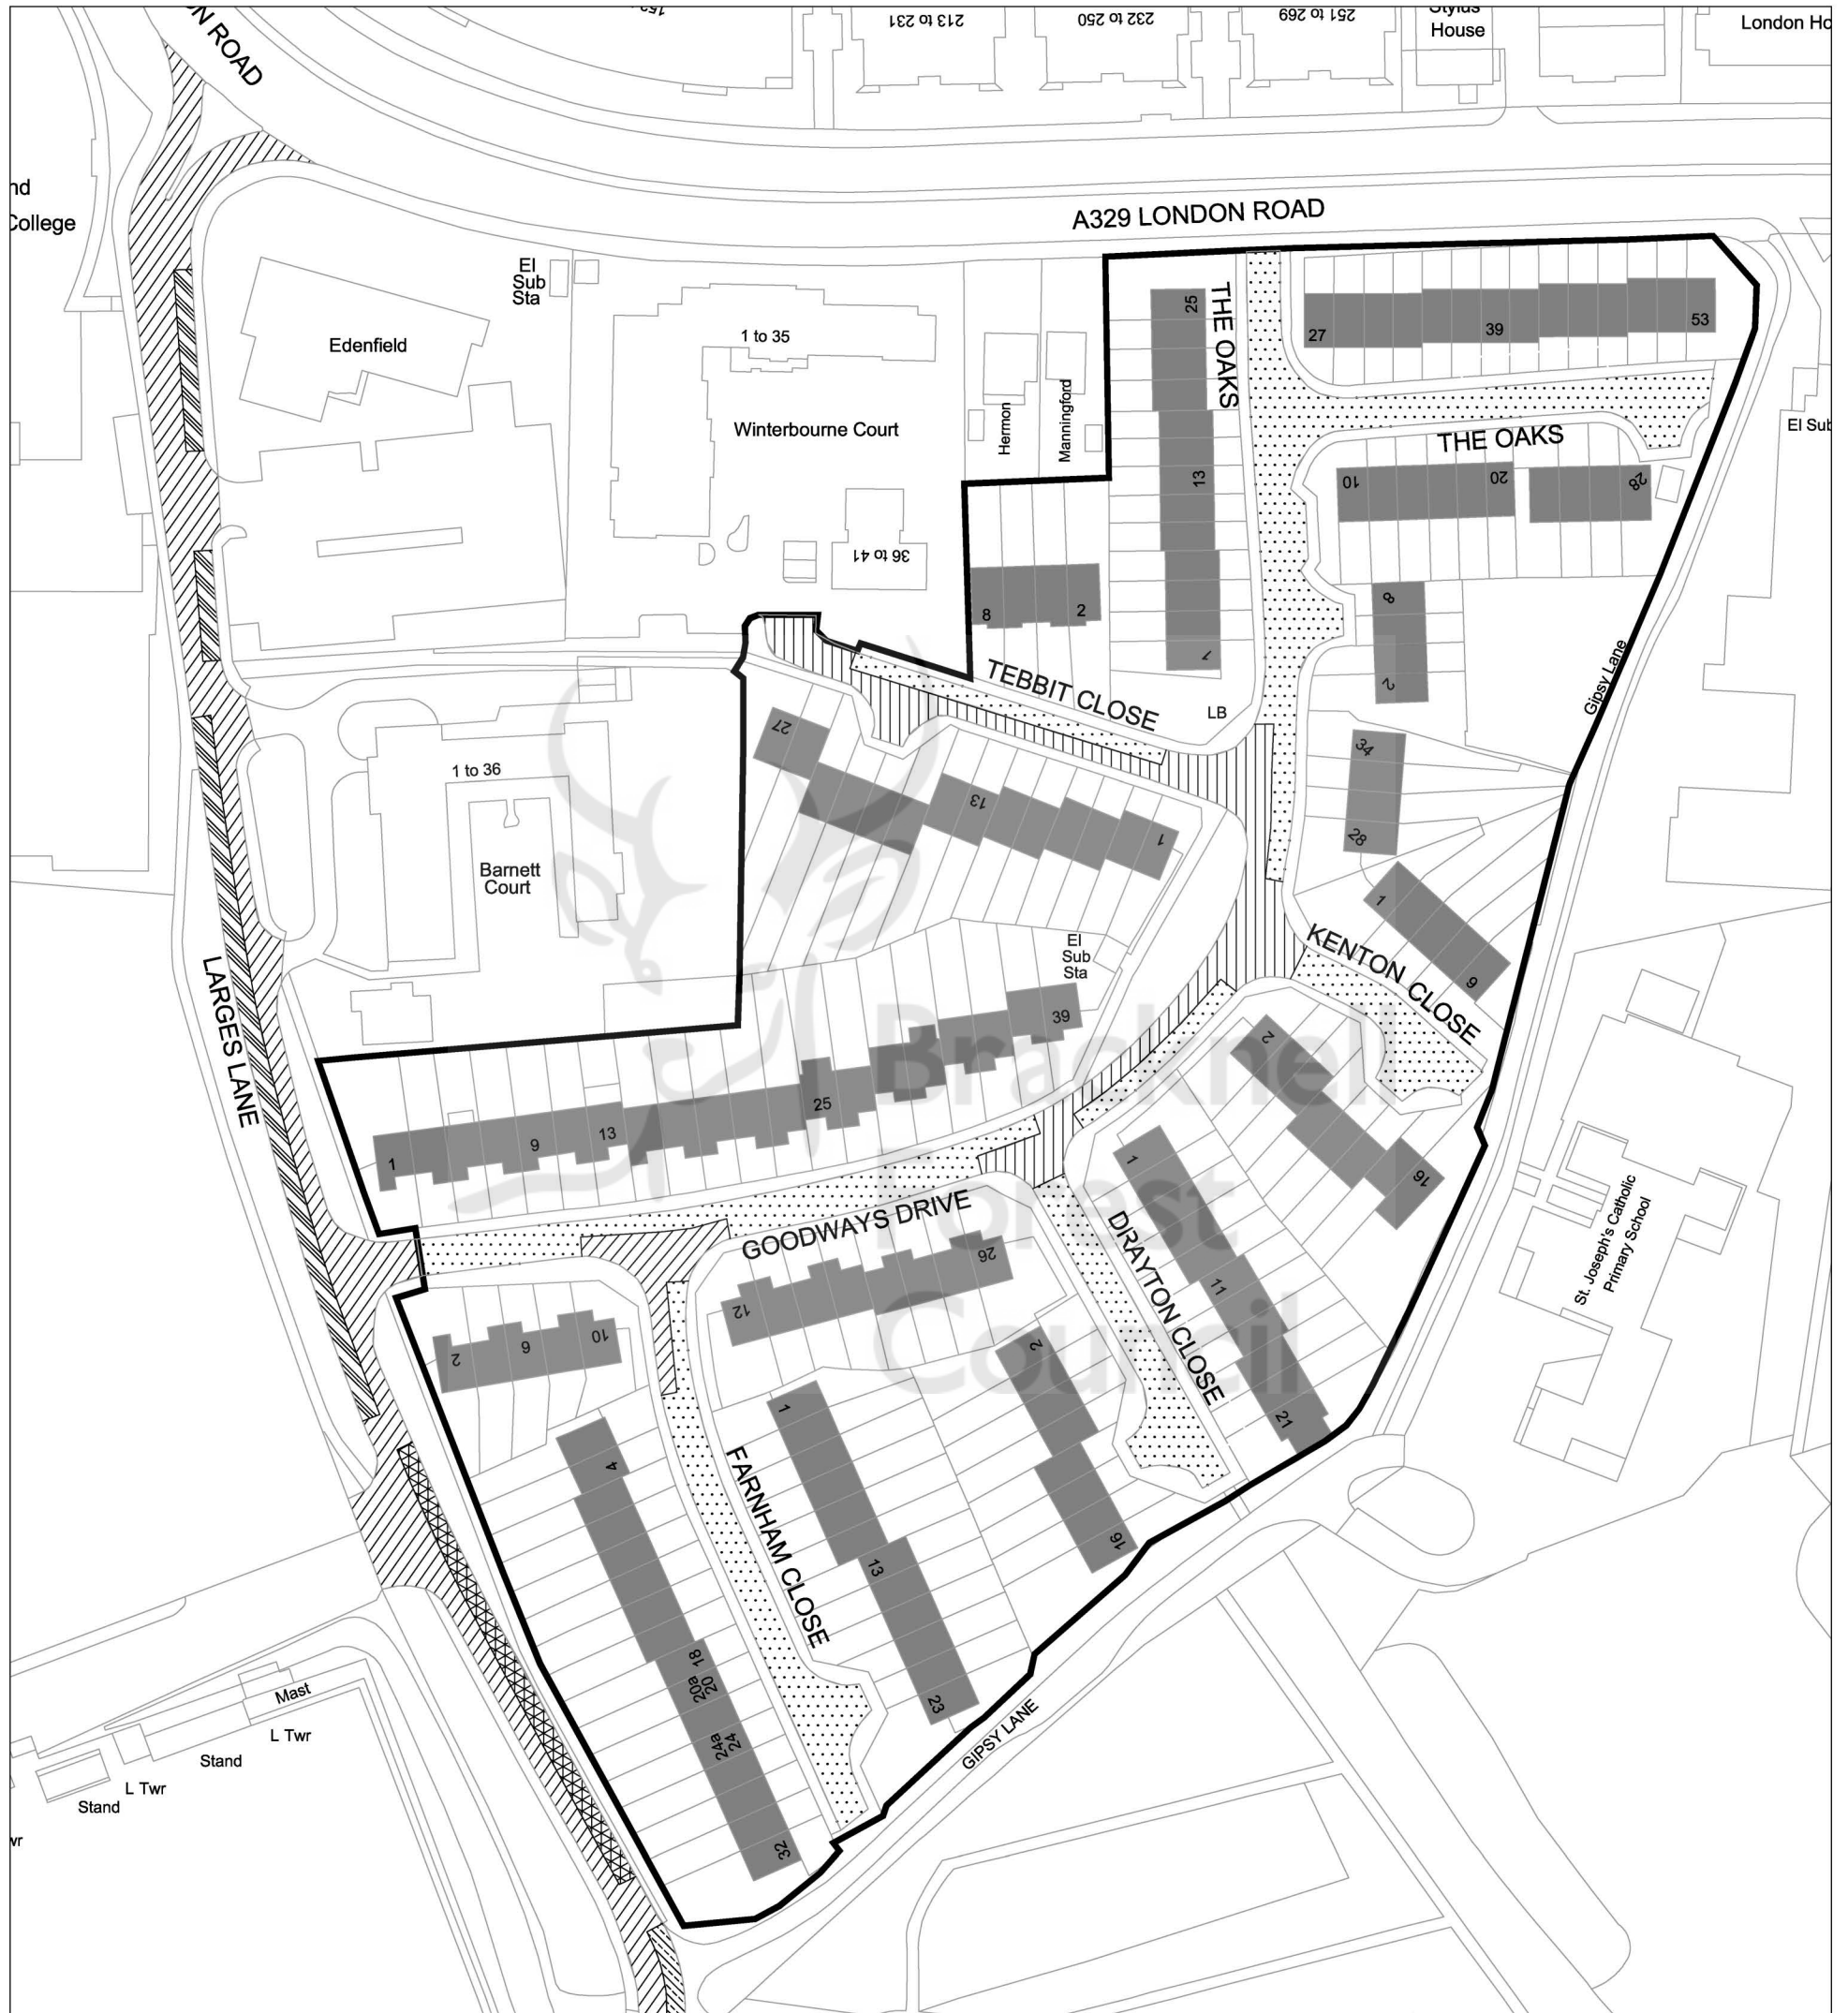 213 to 231
232 to 250
251 to 269
House
ROAD
College
A329 LONDON ROAD
El
Sub
Sta
Edenfield
1 to 35
Winterbourne Court
Hermon
Manningford
36 to 41
25
THE OAKS
13
7
27
39
53
THE OAKS
10
20
28
El Sub
8
2
8
2
TEBBIT CLOSE
LB
Gipsy Lane
27
13
1
34
28
1 to 36
Barnett
Court
El
Sub
Sta
1
9
KENTON CLOSE
2
16
LARGES LANE
1
9
13
25
39
GOODWAYS DRIVE
2
6
10
12
26
1
11
21
DRAYTON CLOSE
2
16
4
18
20
20a
24
24a
32
FARNHAM CLOSE
1
13
23
GIPSY LANE
St. Joseph's Catholic
Primary School
Mast
L Twr
Stand
L Twr
Stand
Bracknell
Forest
Council